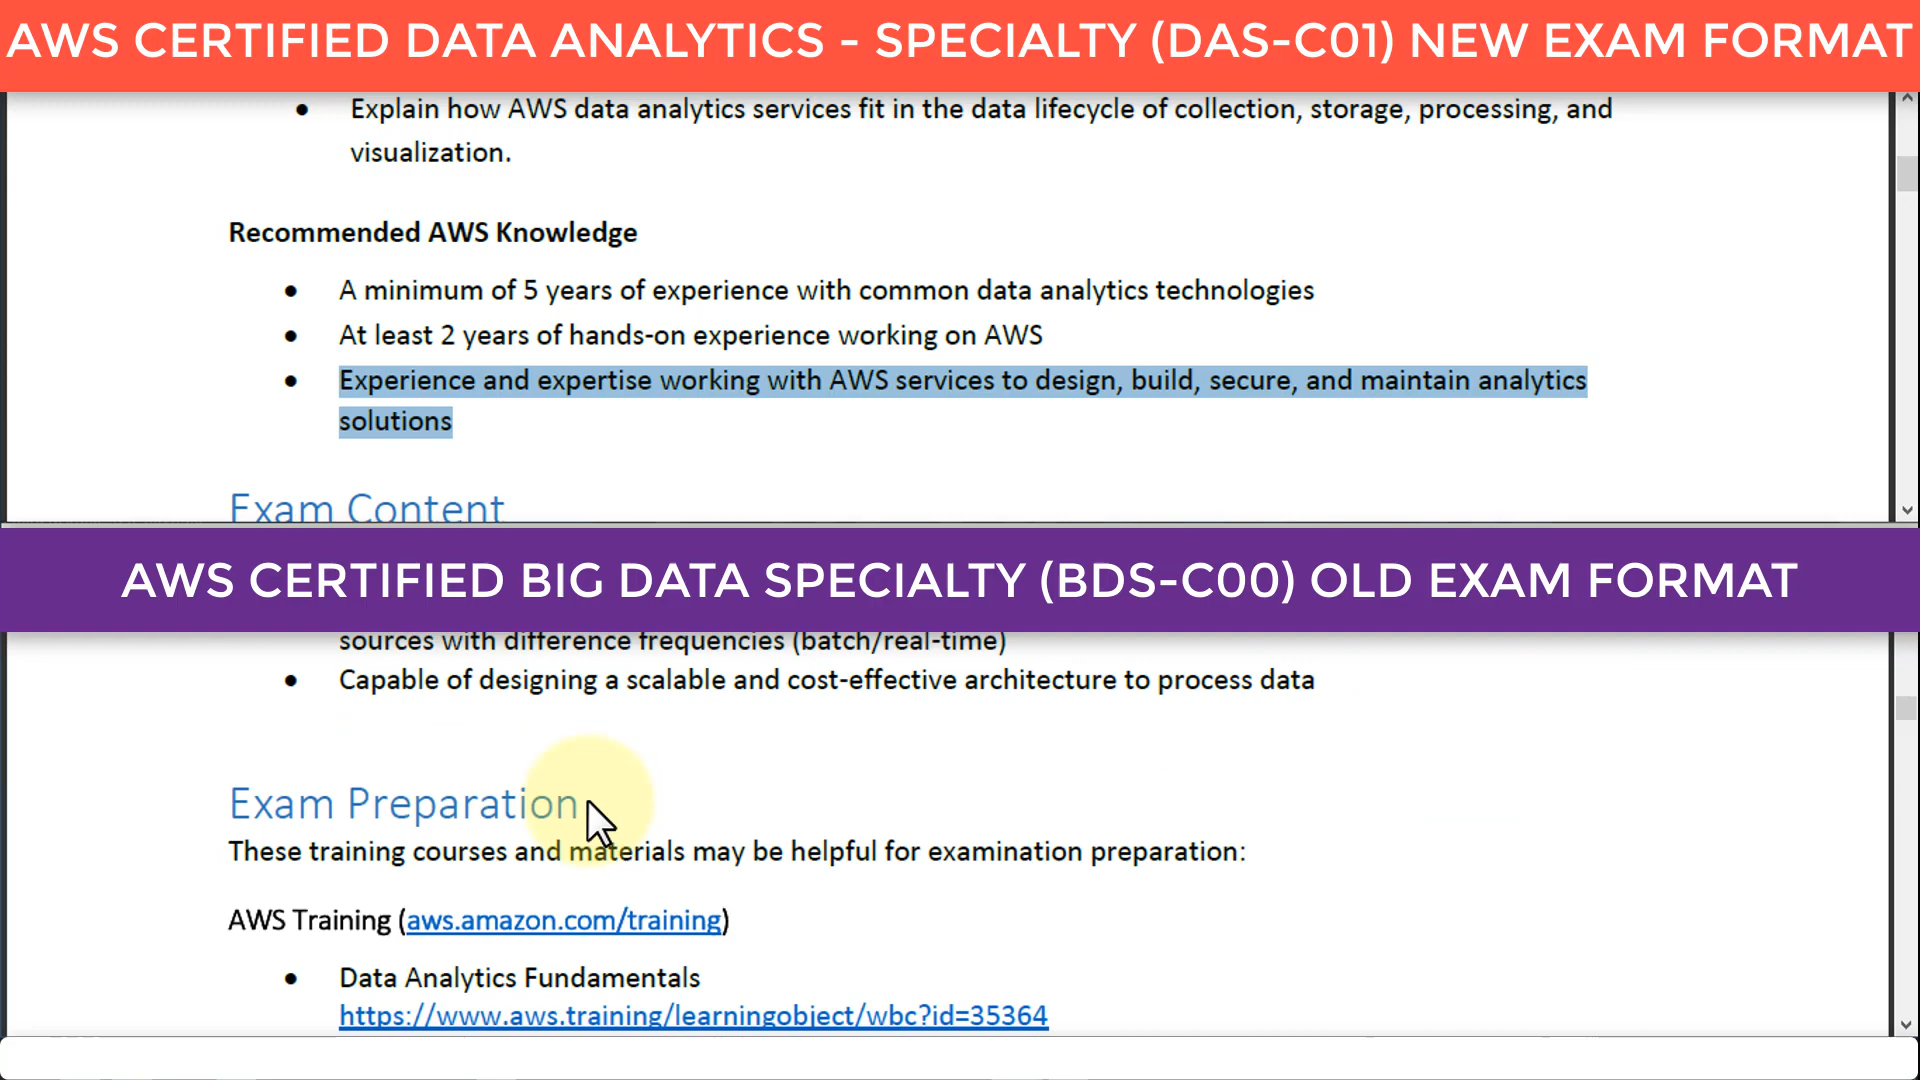 AWS CERTIFIED DATA ANALYTICS - SPECIALTY (DAS-C01) NEW EXAM FORMAT
• Explain how AWS data analytics services fit in the data lifecycle of collection, storage, processing, and
visualization.
Recommended AWS Knowledge
• A minimum of 5 years of experience with common data analytics technologies
• At least 2 years of hands-on experience working on AWS
• Experience and expertise working with AWS services to design, build, secure, and maintain analytics
solutions
Exam Content
AWS CERTIFIED BIG DATA SPECIALTY (BDS-C00) OLD EXAM FORMAT
sources with difference frequencies (batch/real-time)
• Capable of designing a scalable and cost-effective architecture to process data
Exam Preparation
These training courses and materials may be helpful for examination preparation:
AWS Training (aws.amazon.com/training)
• Data Analytics Fundamentals
https://www.aws.training/learningobject/wbc?id=35364